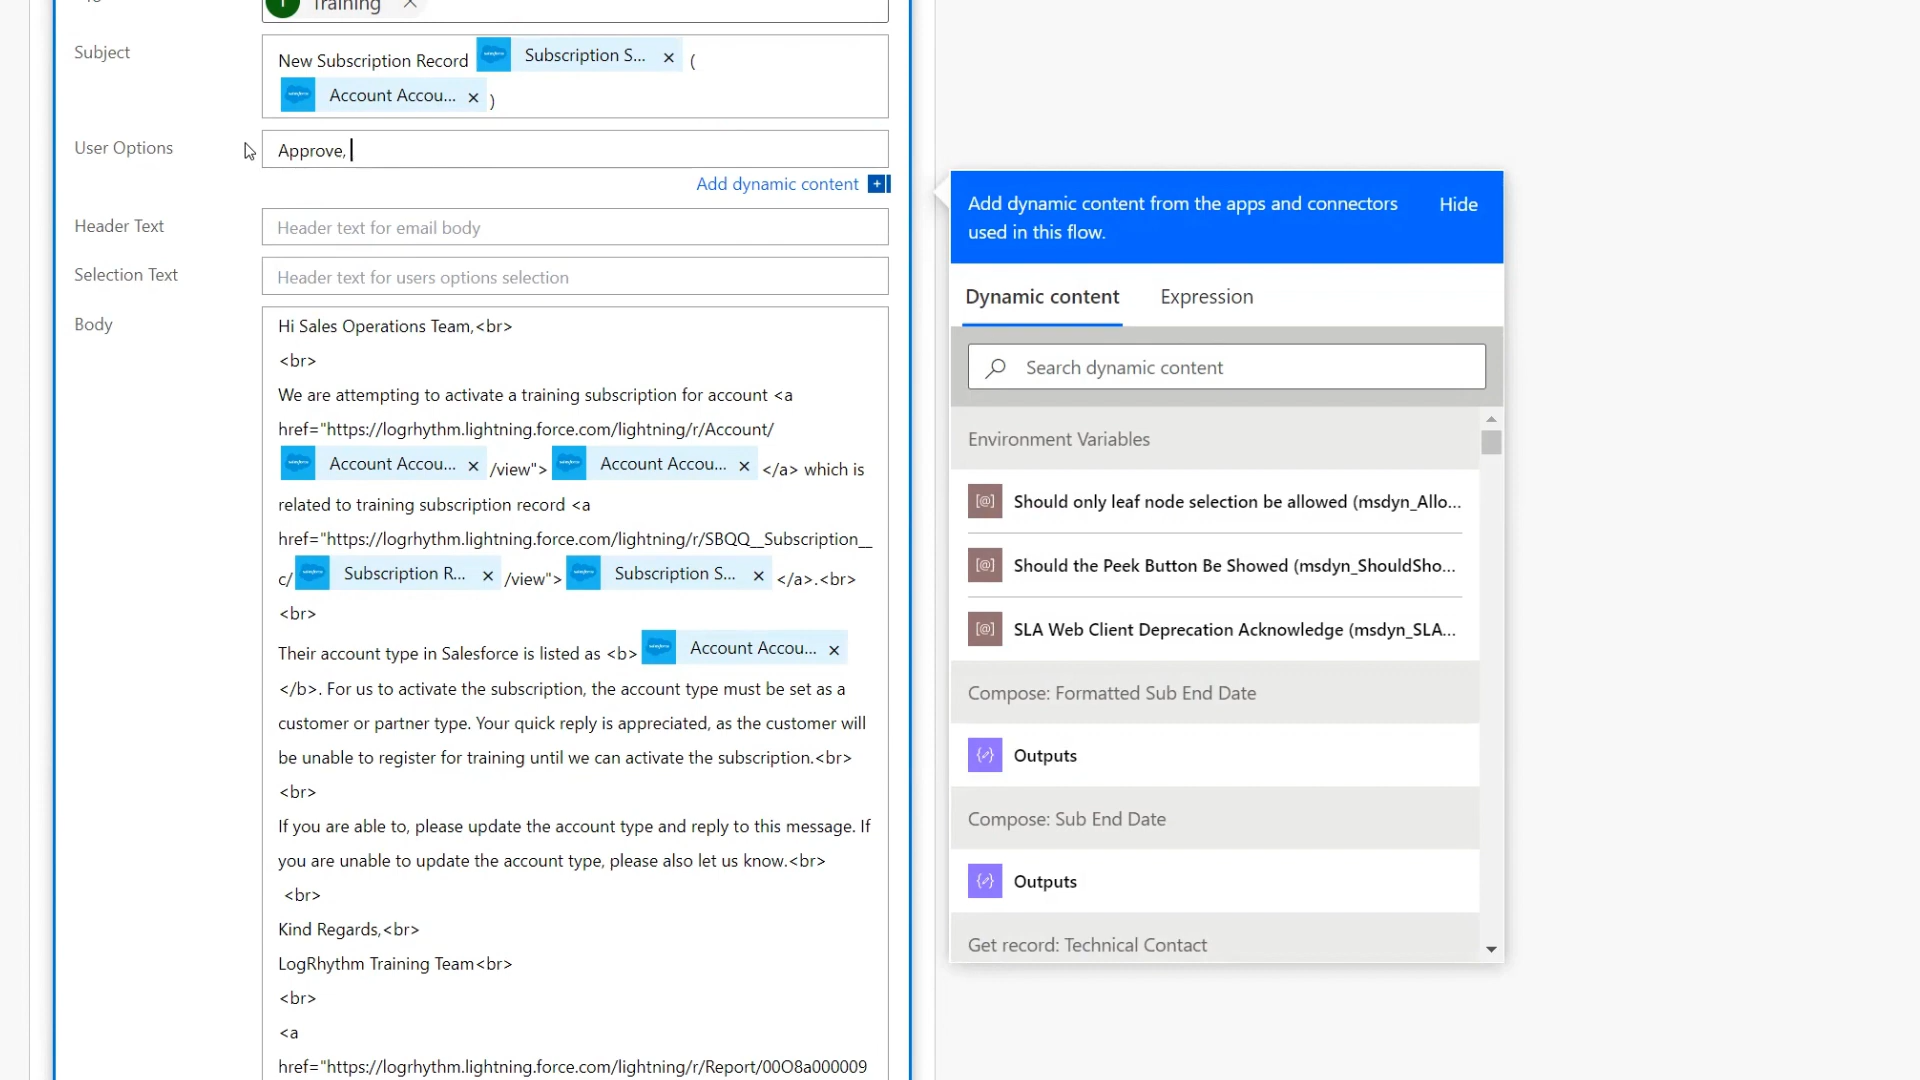 Training ×
Subject
New Subscription Record Subscription S... × (
Account Accou... × )
User Options
Approve,
Add dynamic content
Header Text
Header text for email body
Selection Text
Header text for users options selection
Body
Hi Sales Operations Team,<br>
<br>
We are attempting to activate a training subscription for account <a
href="https://logrhythm.lightning.force.com/lightning/r/Account/
Account Accou... × /view"> Account Accou... × </a> which is
related to training subscription record <a
href="https://logrhythm.lightning.force.com/lightning/r/SBQQ__Subscription__
c/ Subscription R... × /view"> Subscription S... × </a>.<br>
<br>
Their account type in Salesforce is listed as <b> Account Accou... ×
</b>. For us to activate the subscription, the account type must be set as a
customer or partner type. Your quick reply is appreciated, as the customer will
be unable to register for training until we can activate the subscription.<br>
<br>
If you are able to, please update the account type and reply to this message. If
you are unable to update the account type, please also let us know.<br>
<br>
Kind Regards,<br>
LogRhythm Training Team<br>
<br>
<a
href="https://logrhythm.lightning.force.com/lightning/r/Report/00O8a000009
Add dynamic content from the apps and connectors
used in this flow.
Hide
Dynamic content
Expression
Search dynamic content
Environment Variables
[@] Should only leaf node selection be allowed (msdyn_Allo...
[@] Should the Peek Button Be Showed (msdyn_ShouldSho...
[@] SLA Web Client Deprecation Acknowledge (msdyn_SLA...
Compose: Formatted Sub End Date
Outputs
Compose: Sub End Date
Outputs
Get record: Technical Contact